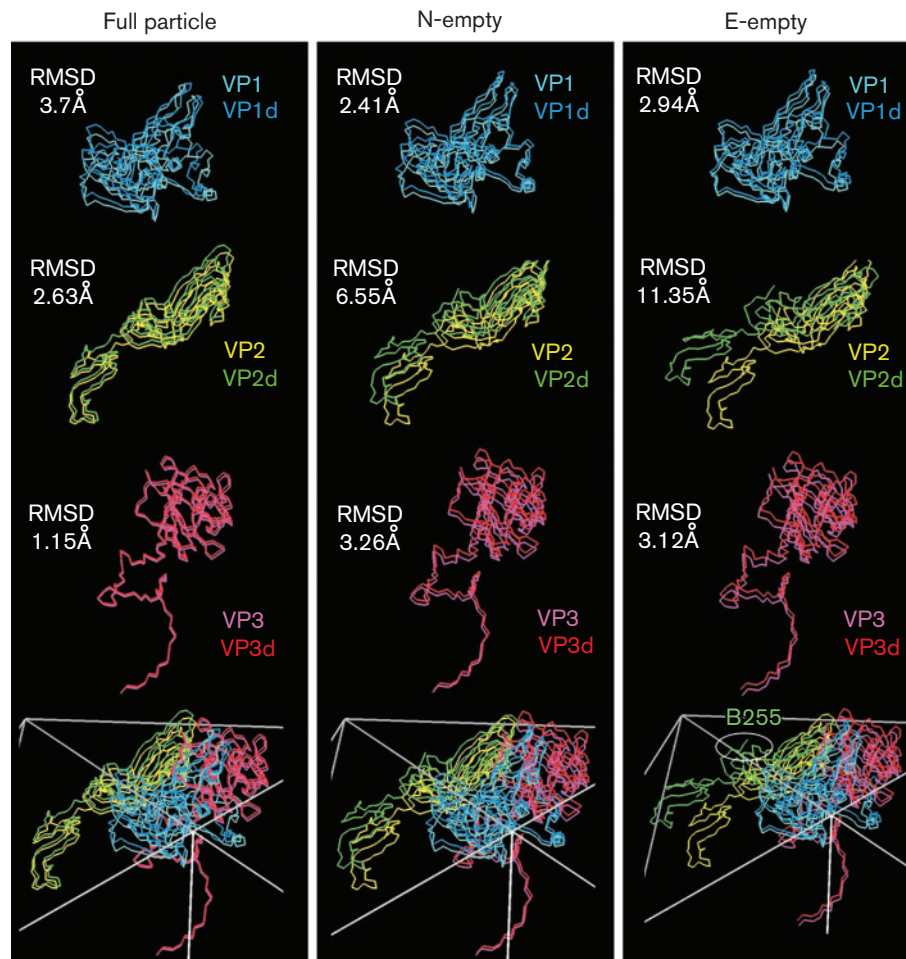 Full particle
N-empty
E-empty
RMSD
3.7Å
VP1
VP1d
RMSD
2.41Å
VP1
VP1d
RMSD
2.94Å
VP1
VP1d
RMSD
2.63Å
VP2
VP2d
RMSD
6.55Å
VP2
VP2d
RMSD
11.35Å
VP2
VP2d
RMSD
1.15Å
VP3
VP3d
RMSD
3.26Å
VP3
VP3d
RMSD
3.12Å
VP3
VP3d
B255